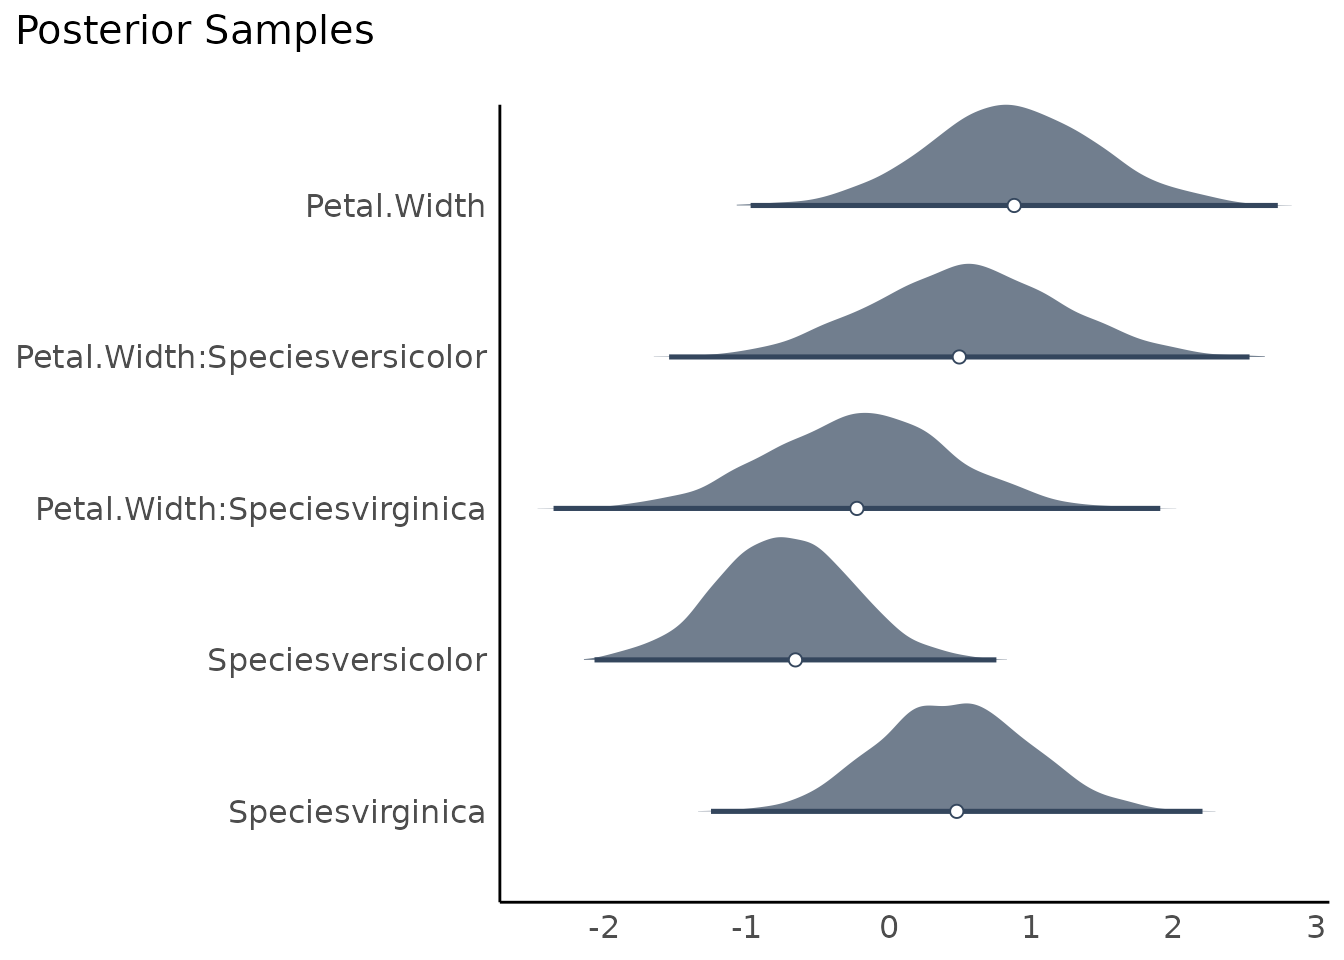 Posterior Samples
Petal.Width
Petal.Width:Speciesversicolor
Petal.Width:Speciesvirginica
Speciesversicolor
Speciesvirginica
-2 -1 0 1 2 3